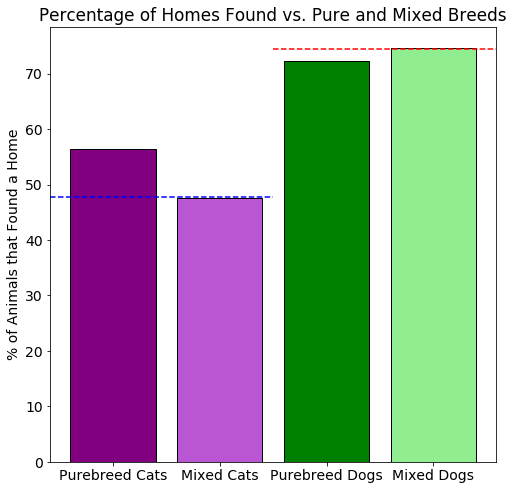 Percentage of Homes Found vs. Pure and Mixed Breeds
% of Animals that Found a Home
70
60
50
40
30
20
10
0
Purebreed Cats Mixed Cats Purebreed Dogs Mixed Dogs